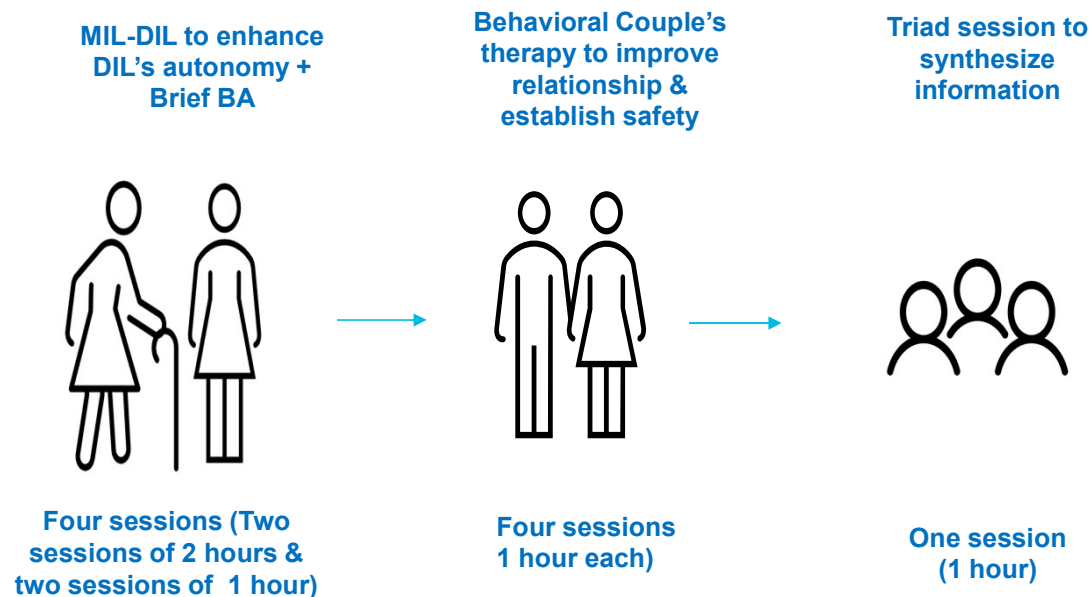 MIL-DIL to enhance
DIL's autonomy +
Brief BA
Behavioral Couple's
therapy to improve
relationship &
establish safety
Triad session to
synthesize
information
Four sessions (Two
sessions of 2 hours &
two sessions of 1 hour)
Four sessions
1 hour each)
One session
(1 hour)